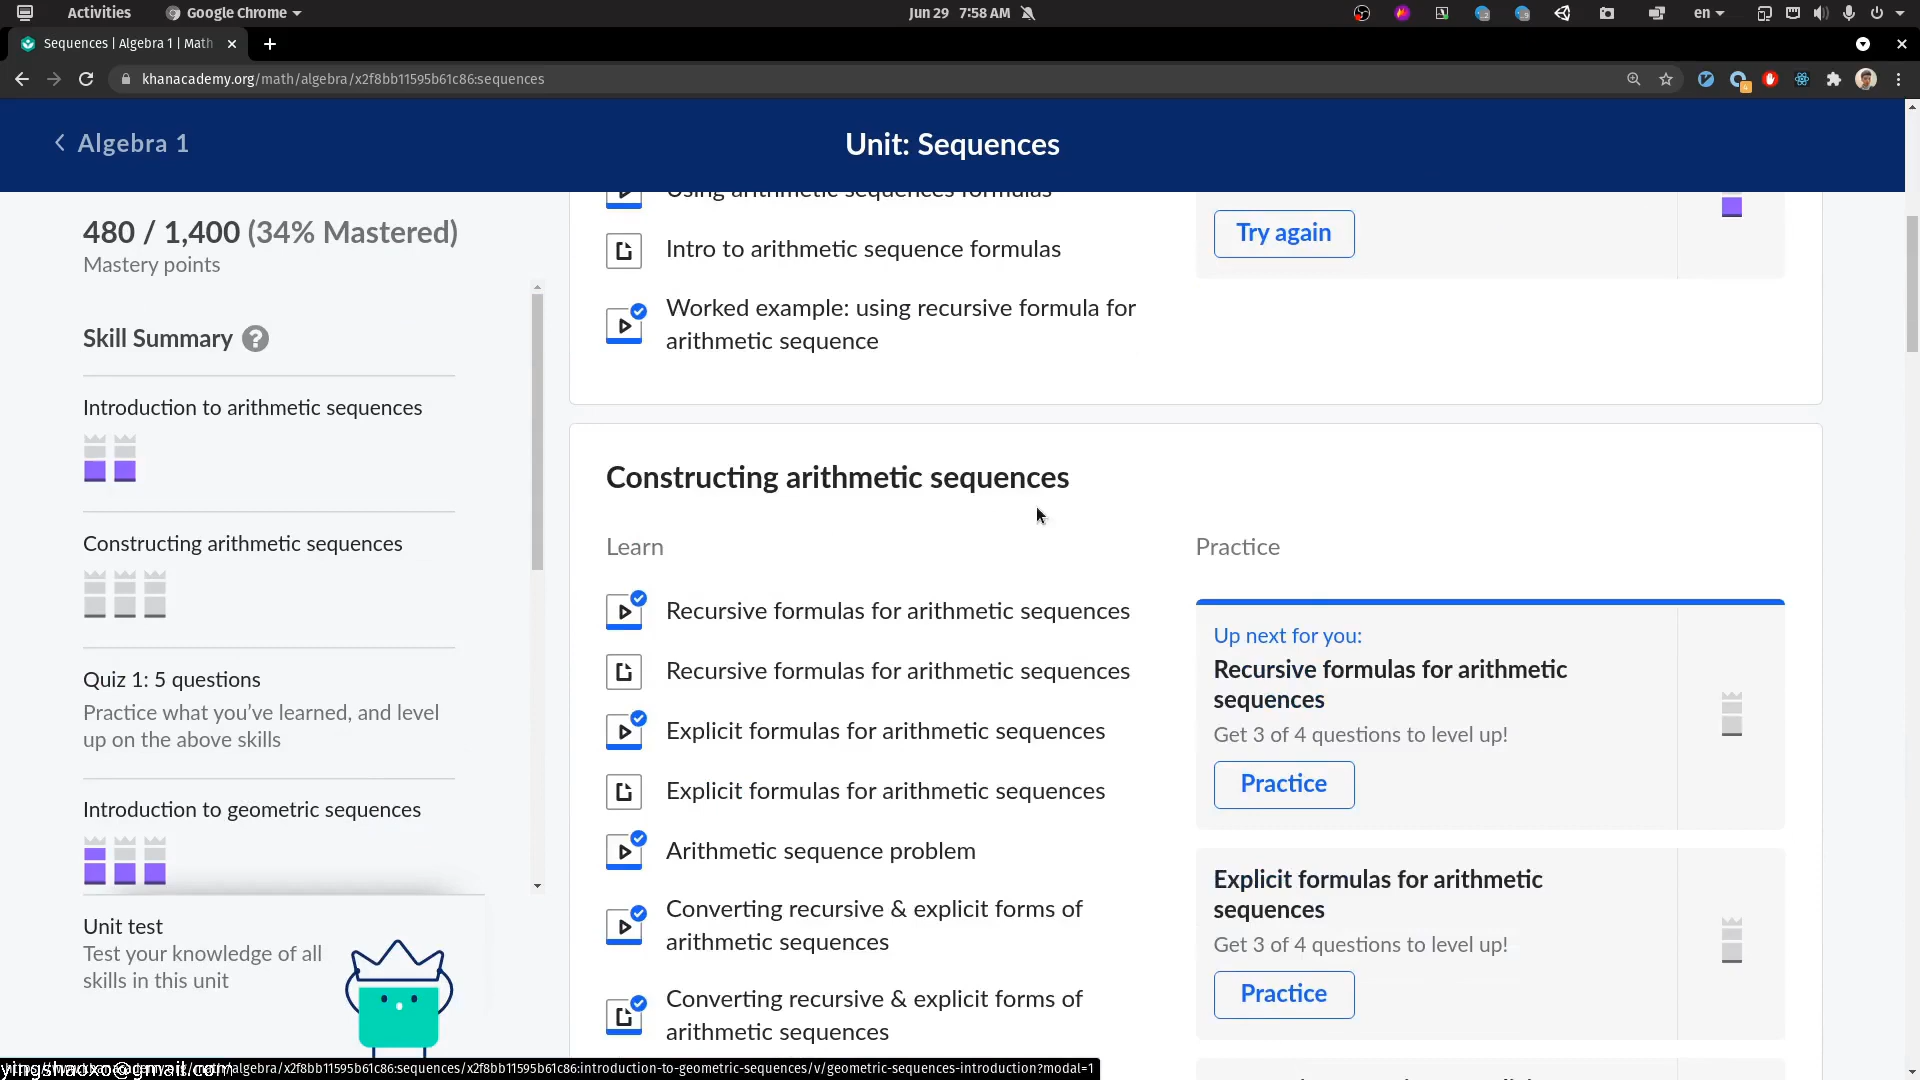 Activities
Google Chrome
Jun 29 7:58 AM
en
Sequences | Algebra 1 | Math
khanacademy.org/math/algebra/x2f8bb11595b61c86:sequences
Algebra 1
Unit: Sequences
480 / 1,400 (34% Mastered)
Mastery points
Skill Summary
Introduction to arithmetic sequences
Constructing arithmetic sequences
Quiz 1: 5 questions
Practice what you've learned, and level
up on the above skills
Introduction to geometric sequences
Unit test
Test your knowledge of all
skills in this unit
Using arithmetic sequences formulas
Intro to arithmetic sequence formulas
Worked example: using recursive formula for
arithmetic sequence
Try again
Constructing arithmetic sequences
Learn
Recursive formulas for arithmetic sequences
Recursive formulas for arithmetic sequences
Explicit formulas for arithmetic sequences
Explicit formulas for arithmetic sequences
Arithmetic sequence problem
Converting recursive & explicit forms of
arithmetic sequences
Converting recursive & explicit forms of
arithmetic sequences
Practice
Up next for you:
Recursive formulas for arithmetic
sequences
Get 3 of 4 questions to level up!
Practice
Explicit formulas for arithmetic
sequences
Get 3 of 4 questions to level up!
Practice
yingshaoxo@gmail.com
/math/algebra/x2f8bb11595b61c86:sequences/x2f8bb11595b61c86:introduction-to-geometric-sequences/v/geometric-sequences-introduction?modal=1